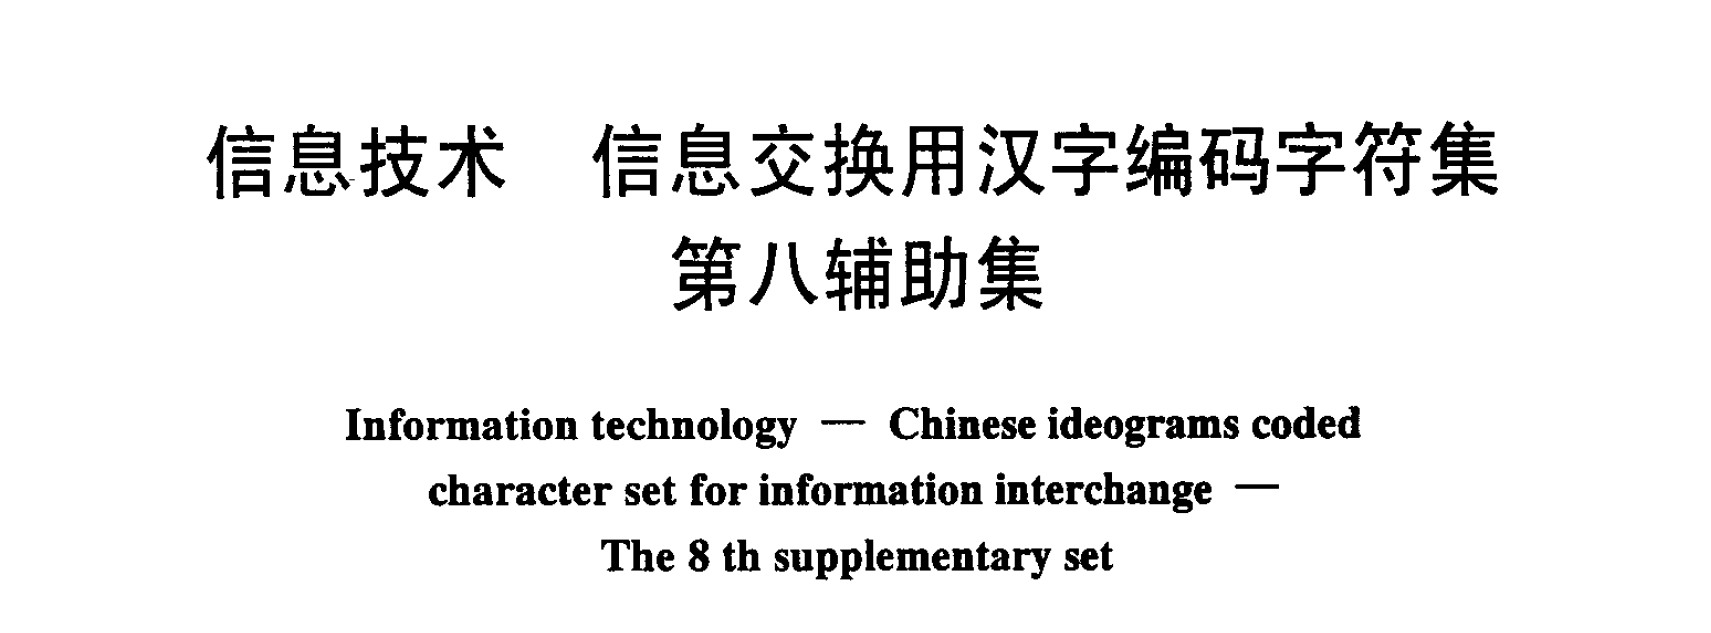 信息技术　信息交换用汉字编码字符集
第八辅助集
Information technology — Chinese ideograms coded
character set for information interchange —
The 8 th supplementary set